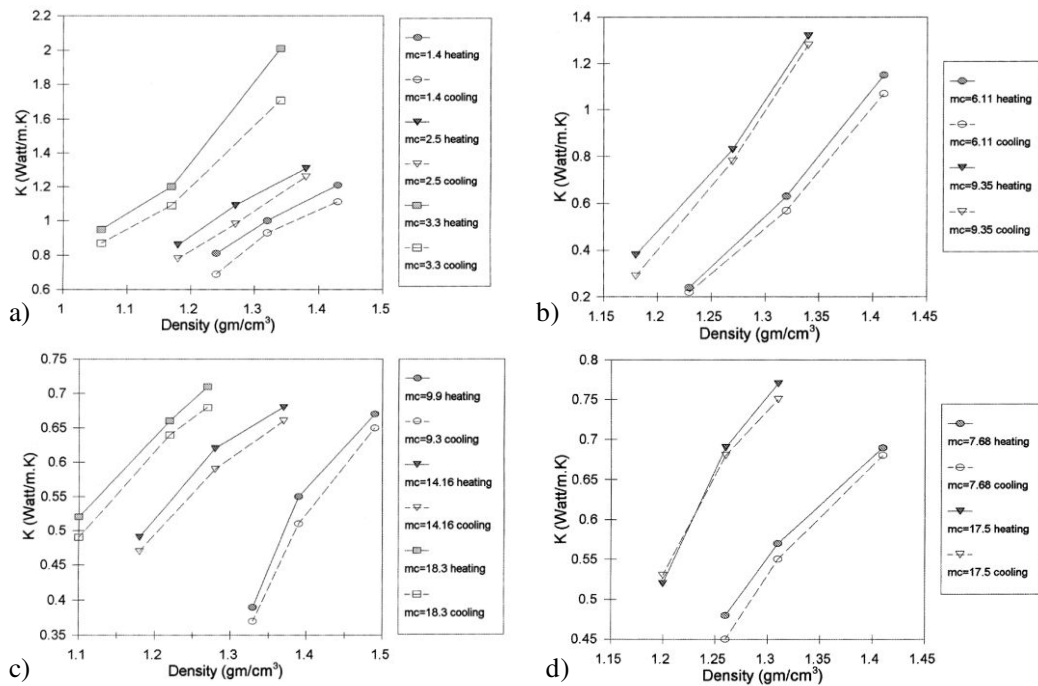 2.2
2
1.8
1.6
1.4
1.2
1
0.8
0.6
K (Watt/m.K)
1 1.1 1.2 1.3 1.4 1.5
Density (gm/cm³)
a)
mc=1.4 heating
mc=1.4 cooling
mc=2.5 heating
mc=2.5 cooling
mc=3.3 heating
mc=3.3 cooling
1.4
1.2
1
0.8
0.6
0.4
0.2
K (Watt/m.K)
1.15 1.2 1.25 1.3 1.35 1.4 1.45
Density (gm/cm³)
b)
mc=6.11 heating
mc=6.11 cooling
mc=9.35 heating
mc=9.35 cooling
0.75
0.7
0.65
0.6
0.55
0.5
0.45
0.4
0.35
K (Watt/m.K)
1.1 1.2 1.3 1.4 1.5
Density (gm/cm³)
c)
mc=9.9 heating
mc=9.3 cooling
mc=14.16 heating
mc=14.16 cooling
mc=18.3 heating
mc=18.3 cooling
0.8
0.75
0.7
0.65
0.6
0.55
0.5
0.45
K (Watt/m.K)
1.15 1.2 1.25 1.3 1.35 1.4 1.45
Density (gm/cm³)
d)
mc=7.68 heating
mc=7.68 cooling
mc=17.5 heating
mc=17.5 cooling